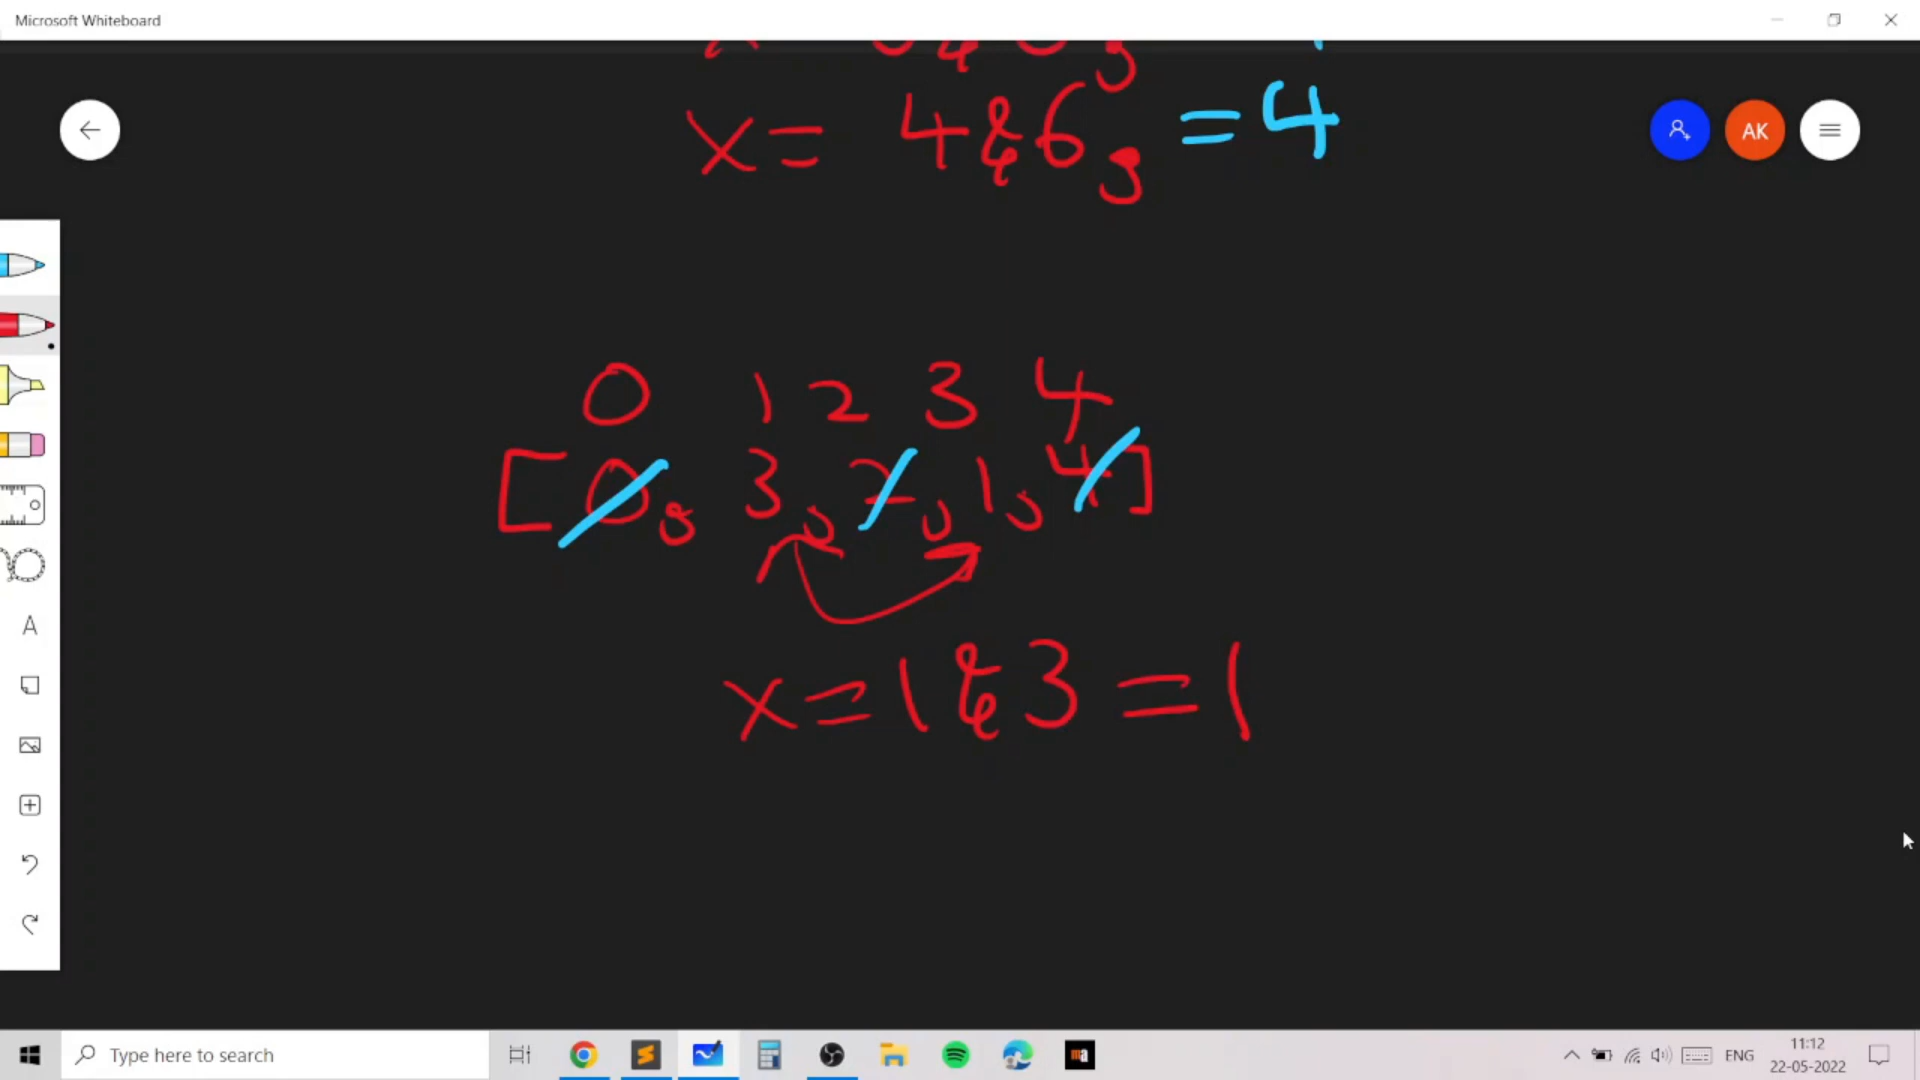 Microsoft Whiteboard
x = 4&6, = 4
AK
0 1 2 3 4
[0, 3, 2, 1, 4]
A
x = 1&3 = 1
Type here to search
ma
ENG
11:12
22-05-2022